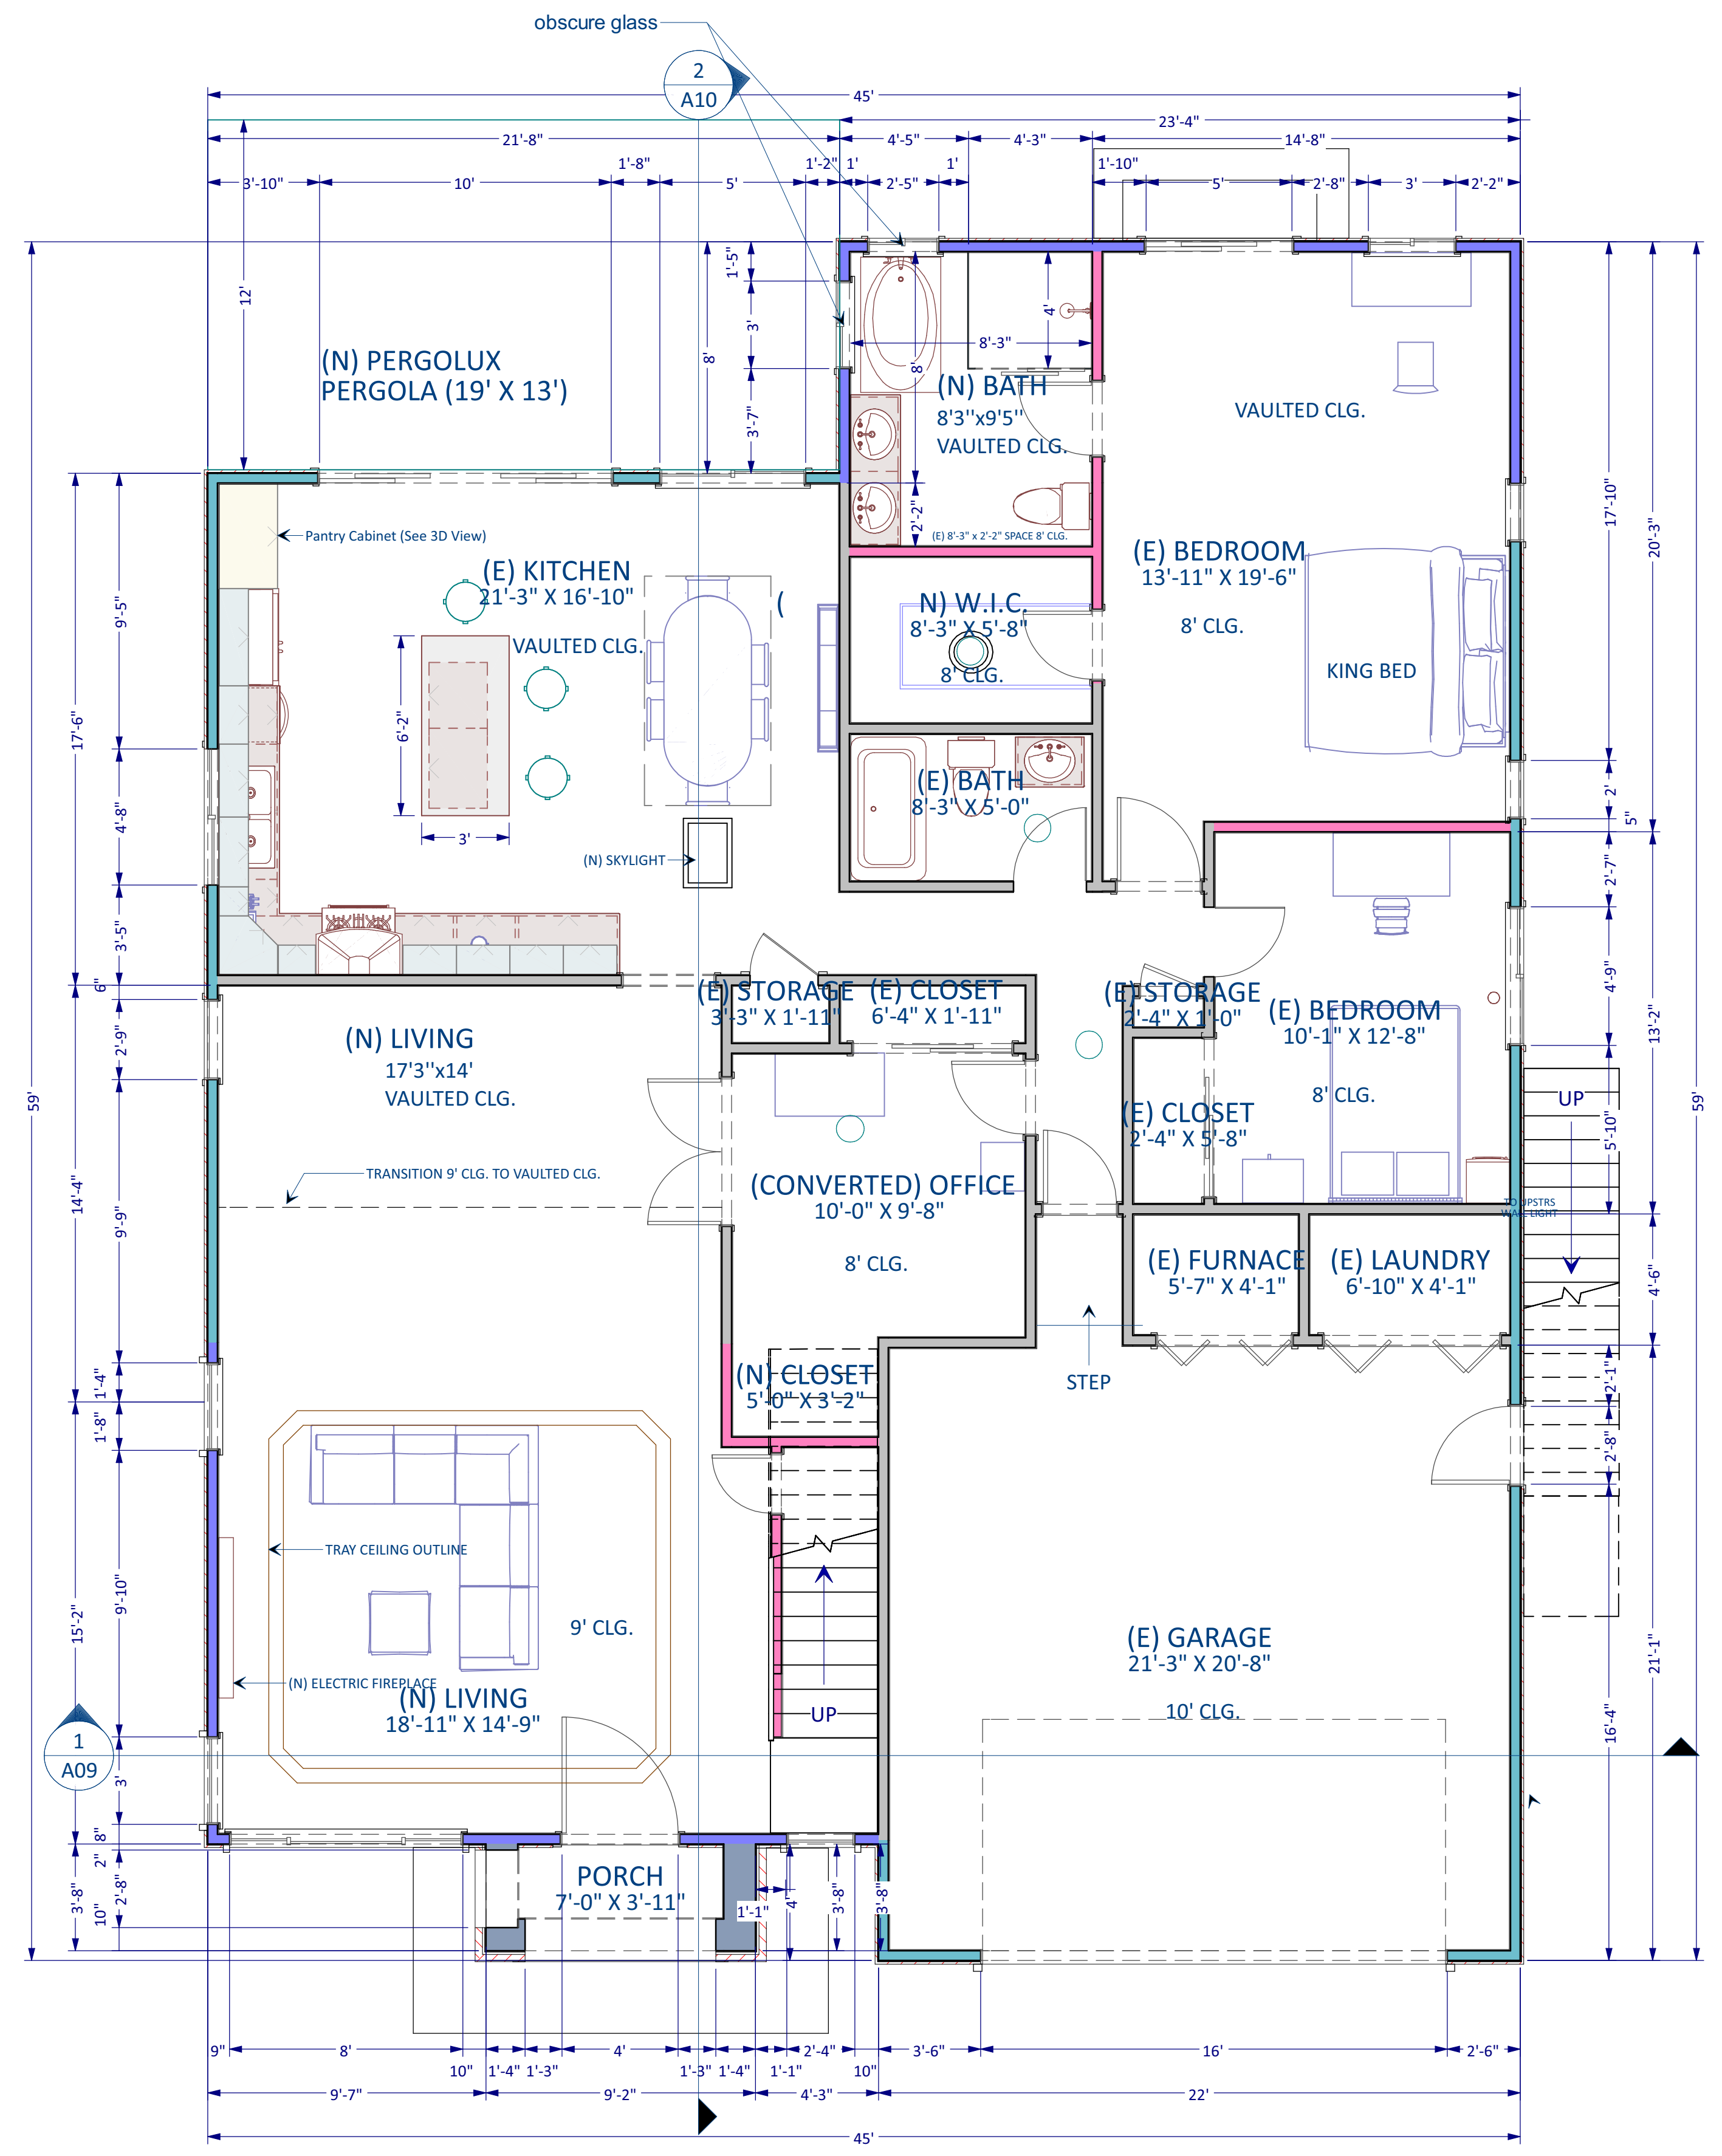 obscure glass
2
A10
45'
23'-4"
21'-8"
4'-5"
4'-3"
14'-8"
1'-8"
1'-2"
1'
1'
1'-10"
3'-10"
10'
5'
2'-5"
5'
2'-8"
3'
2'-2"
12'
8'
1'-5"
3'
3'-7"
(N) PERGOLUX
PERGOLA (19' X 13')
8'
4'
8'-3"
(N) BATH
8'3''x9'5''
VAULTED CLG.
2'-2"
(E) 8'-3" x 2'-2" SPACE 8' CLG.
VAULTED CLG.
17'-10"
20'-3"
Pantry Cabinet (See 3D View)
(E) KITCHEN
21'-3" X 16'-10"
VAULTED CLG.
(
N) W.I.C.
8'-3" X 5'-8"
8' CLG.
(E) BEDROOM
13'-11" X 19'-6"
8' CLG.
KING BED
9'-5"
17'-6"
6'-2"
3'
4'-8"
3'-5"
(E) BATH
8'-3" X 5'-0"
(N) SKYLIGHT
2'
5"
2'-7"
4'-9"
13'-2"
6"
2'-9"
(N) LIVING
17'3''x14'
VAULTED CLG.
(E) STORAGE
3'-3" X 1'-11"
(E) CLOSET
6'-4" X 1'-11"
(E) STORAGE
2'-4" X 1'-0"
(E) BEDROOM
10'-1" X 12'-8"
8' CLG.
(E) CLOSET
2'-4" X 5'-8"
UP
59'
59'
5'-10"
TRANSITION 9' CLG. TO VAULTED CLG.
14'-4"
9'-9"
(CONVERTED) OFFICE
10'-0" X 9'-8"
8' CLG.
TO UPSTRS
WALL LIGHT
(E) FURNACE
5'-7" X 4'-1"
(E) LAUNDRY
6'-10" X 4'-1"
4'-6"
STEP
(N) CLOSET
5'-0" X 3'-2"
1'-4"
1'-8"
2'-1"
2'-8"
TRAY CEILING OUTLINE
9' CLG.
9'-10"
15'-2"
(N) ELECTRIC FIREPLACE
(N) LIVING
18'-11" X 14'-9"
UP
(E) GARAGE
21'-3" X 20'-8"
10' CLG.
21'-1"
16'-4"
1
A09
3'
8"
2"
3'-8"
2'-8"
10"
PORCH
7'-0" X 3'-11"
1'-1"
4'
3'-8"
3'-8"
9"
8'
10"
1'-4"
1'-3"
4'
1'-3"
1'-4"
1'-1"
2'-4"
10"
3'-6"
16'
2'-6"
9'-7"
9'-2"
4'-3"
22'
45'